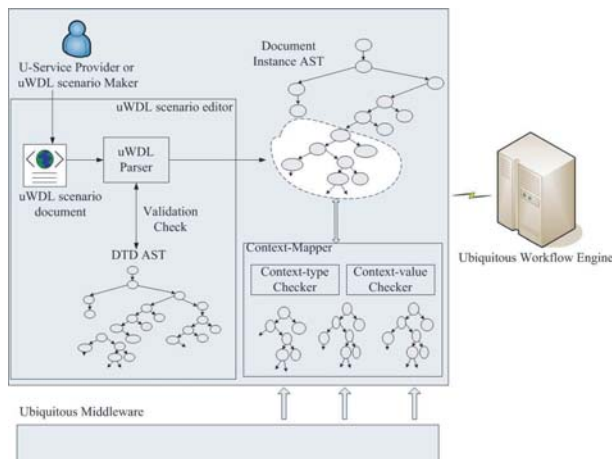 Document
Instance AST
U-Service Provider or
uWDL scenario Maker
uWDL scenario editor
uWDL
Parser
uWDL scenario
document
Validation
Check
DTD AST
Context-Mapper
Context-type
Checker
Context-value
Checker
Ubiquitous Workflow Engine
Ubiquitous Middleware